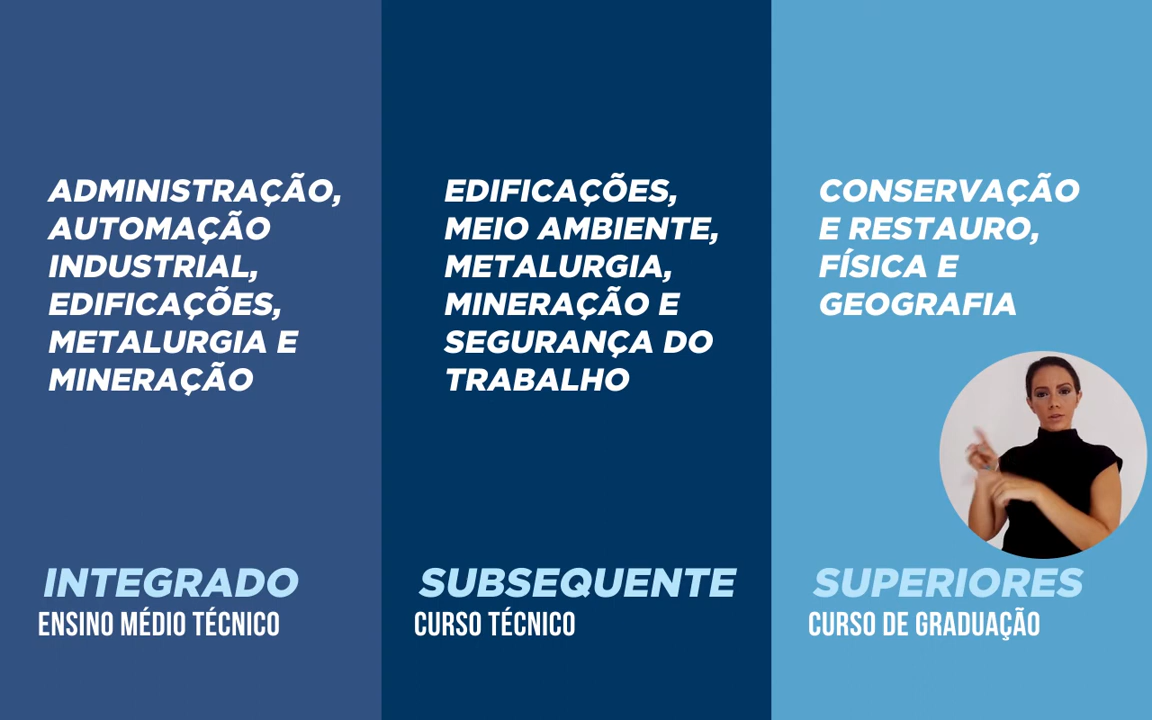 ADMINISTRAÇÃO,
AUTOMAÇÃO
INDUSTRIAL,
EDIFICAÇÕES,
METALURGIA E
MINERAÇÃO
INTEGRADO
ENSINO MÉDIO TÉCNICO
EDIFICAÇÕES,
MEIO AMBIENTE,
METALURGIA,
MINERAÇÃO E
SEGURANÇA DO
TRABALHO
SUBSEQUENTE
CURSO TÉCNICO
CONSERVAÇÃO
E RESTAURO,
FÍSICA E
GEOGRAFIA
SUPERIORES
CURSO DE GRADUAÇÃO